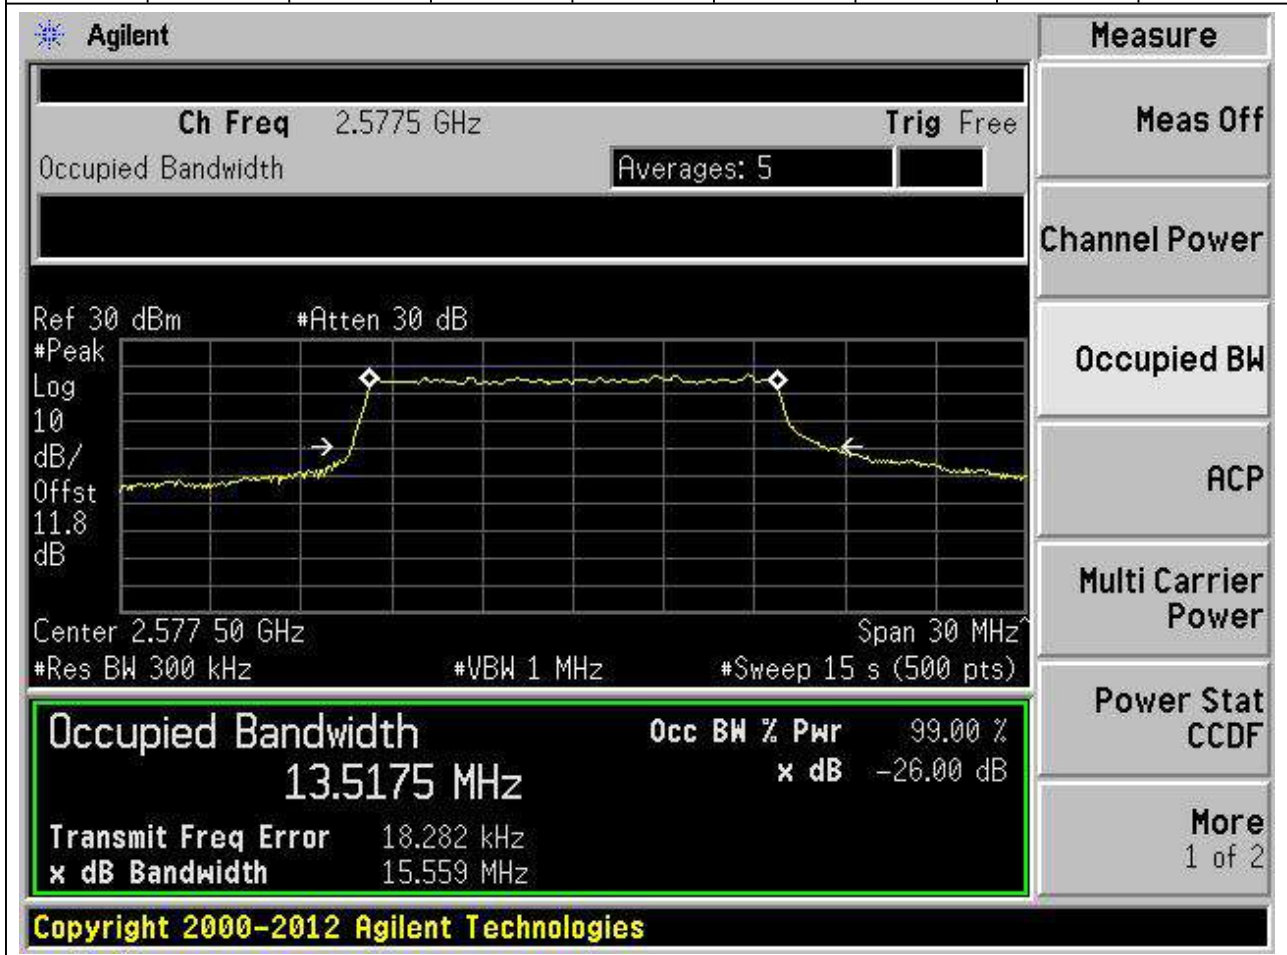 Agilent
Measure
Ch Freq 2.5775 GHz Trig Free
Meas Off
Occupied Bandwidth Averages: 5
Channel Power
Ref 30 dBm #Atten 30 dB
#Peak
Log
10
dB/
Offst
11.8
dB
Occupied BW
ACP
Center 2.577 50 GHz Span 30 MHz^
#Res BW 300 kHz #VBW 1 MHz #Sweep 15 s (500 pts)
Multi Carrier
Power
Occupied Bandwidth Occ BW % Pwr 99.00 %
13.5175 MHz x dB -26.00 dB
Transmit Freq Error 18.282 kHz
x dB Bandwidth 15.559 MHz
Power Stat
CCDF
More
1 of 2
Copyright 2000-2012 Agilent Technologies